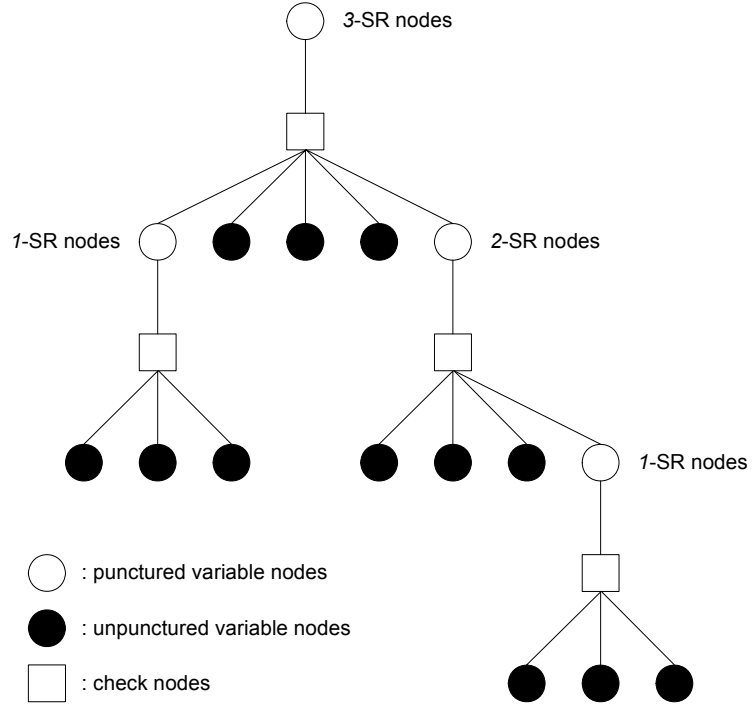 3-SR nodes
1-SR nodes
2-SR nodes
1-SR nodes
: punctured variable nodes
: unpunctured variable nodes
: check nodes